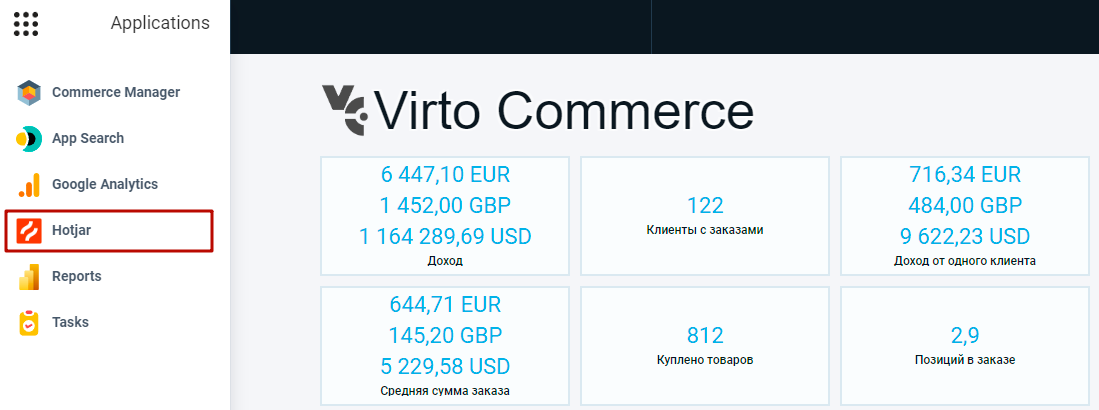 Applications
Commerce Manager
App Search
Google Analytics
Hotjar
Reports
Tasks
Virto Commerce
6 447,10 EUR
1 452,00 GBP
1 164 289,69 USD
Доход
122
Клиенты с заказами
716,34 EUR
484,00 GBP
9 622,23 USD
Доход от одного клиента
644,71 EUR
145,20 GBP
5 229,58 USD
Средняя сумма заказа
812
Куплено товаров
2,9
Позиций в заказе